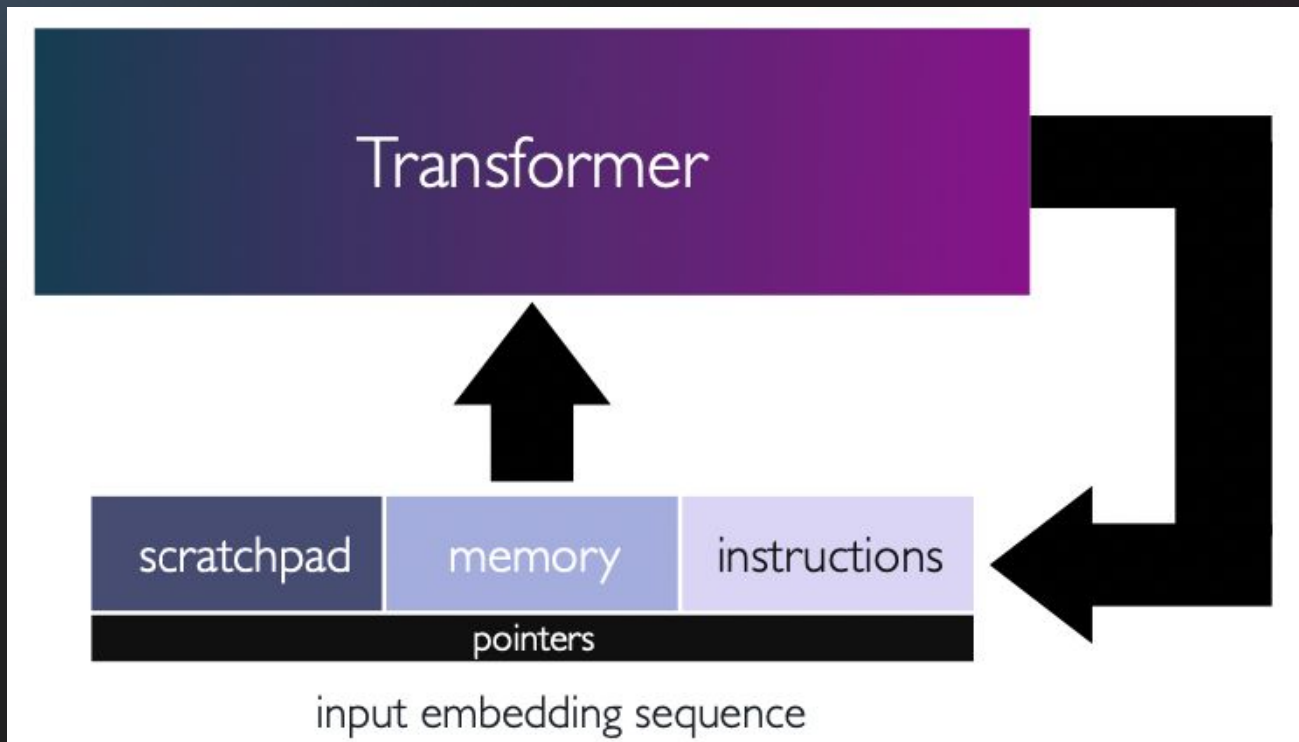 Transformer
scratchpad memory instructions
pointers
input embedding sequence